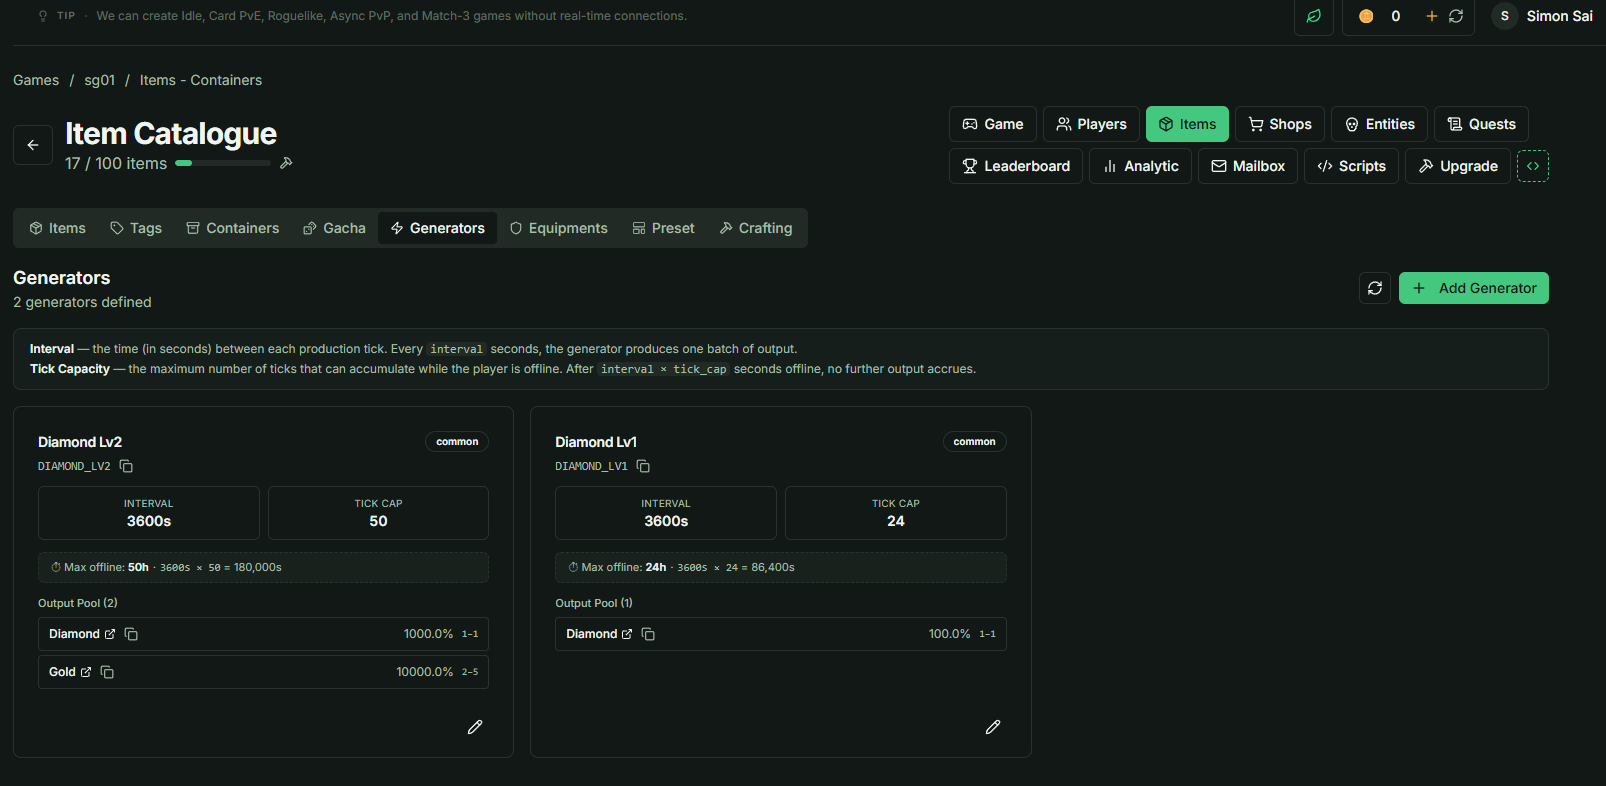 TIP · We can create Idle, Card PvE, Roguelike, Async PvP, and Match-3 games without real-time connections.
0
S Simon Sai
Games / sg01 / Items - Containers
Item Catalogue
17 / 100 items
Game Players Items Shops Entities Quests
Leaderboard Analytic Mailbox Scripts Upgrade
Items Tags Containers Gacha Generators Equipments Preset Crafting
Generators
2 generators defined
Add Generator
Interval — the time (in seconds) between each production tick. Every interval seconds, the generator produces one batch of output.
Tick Capacity — the maximum number of ticks that can accumulate while the player is offline. After interval × tick_cap seconds offline, no further output accrues.
Diamond Lv2
common
DIAMOND_LV2
INTERVAL
3600s
TICK CAP
50
Max offline: 50h · 3600s × 50 = 180,000s
Output Pool (2)
Diamond 1000.0% 1–1
Gold 10000.0% 2–5
Diamond Lv1
common
DIAMOND_LV1
INTERVAL
3600s
TICK CAP
24
Max offline: 24h · 3600s × 24 = 86,400s
Output Pool (1)
Diamond 100.0% 1–1